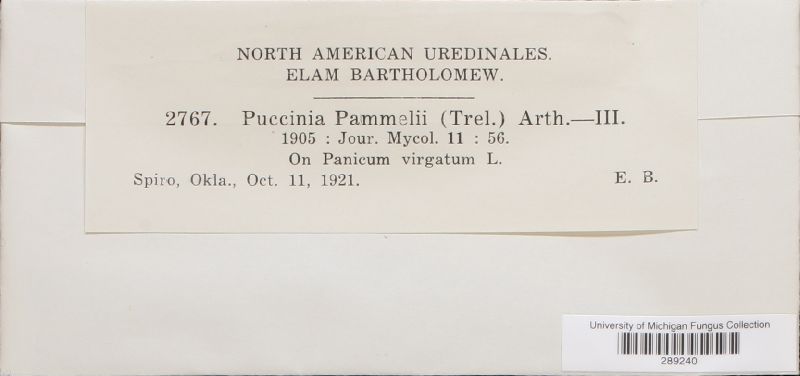 NORTH AMERICAN UREDINALES.
ELAM BARTHOLOMEW.
2767. Puccinia Pammelii (Trel.) Arth.—III.
1905 : Jour. Mycol. 11 : 56.
On Panicum virgatum L.
Spiro, Okla., Oct. 11, 1921. E. B.
University of Michigan Fungus Collection
289240